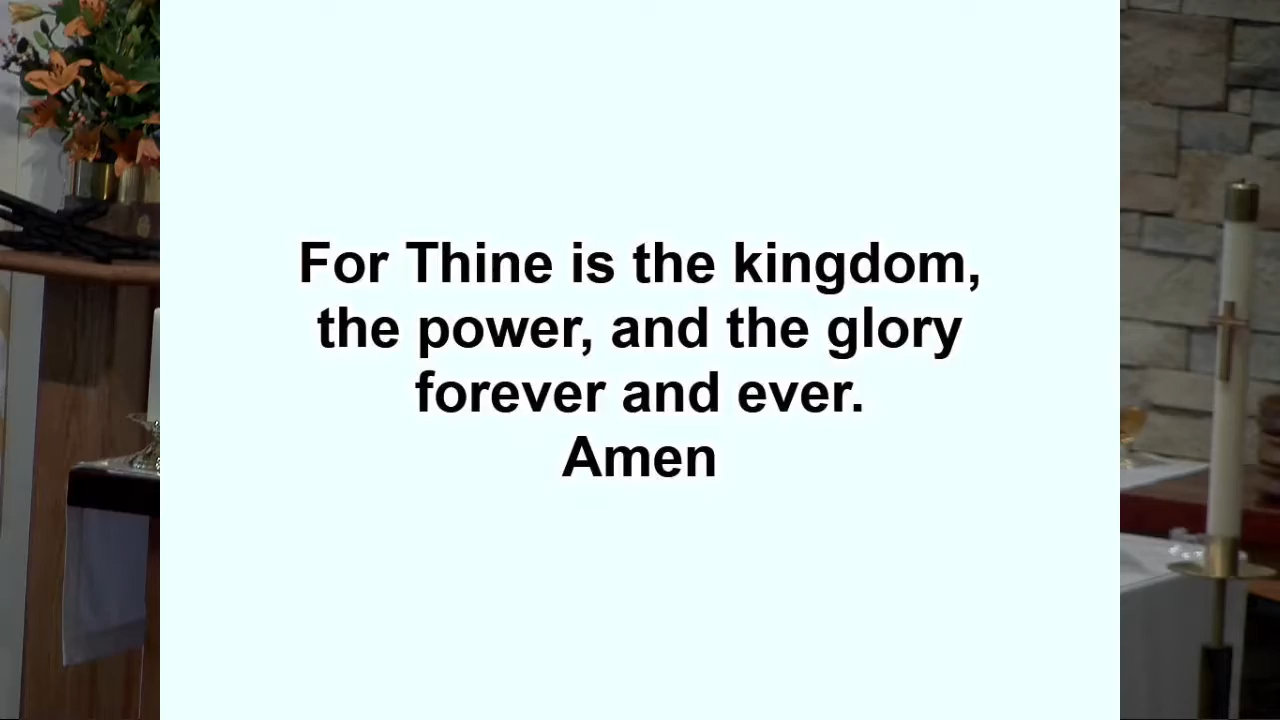 For Thine is the kingdom,
the power, and the glory
forever and ever.
Amen